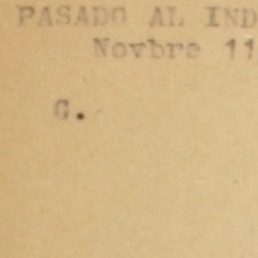 PASADO AL IND
Novbre 11
G.